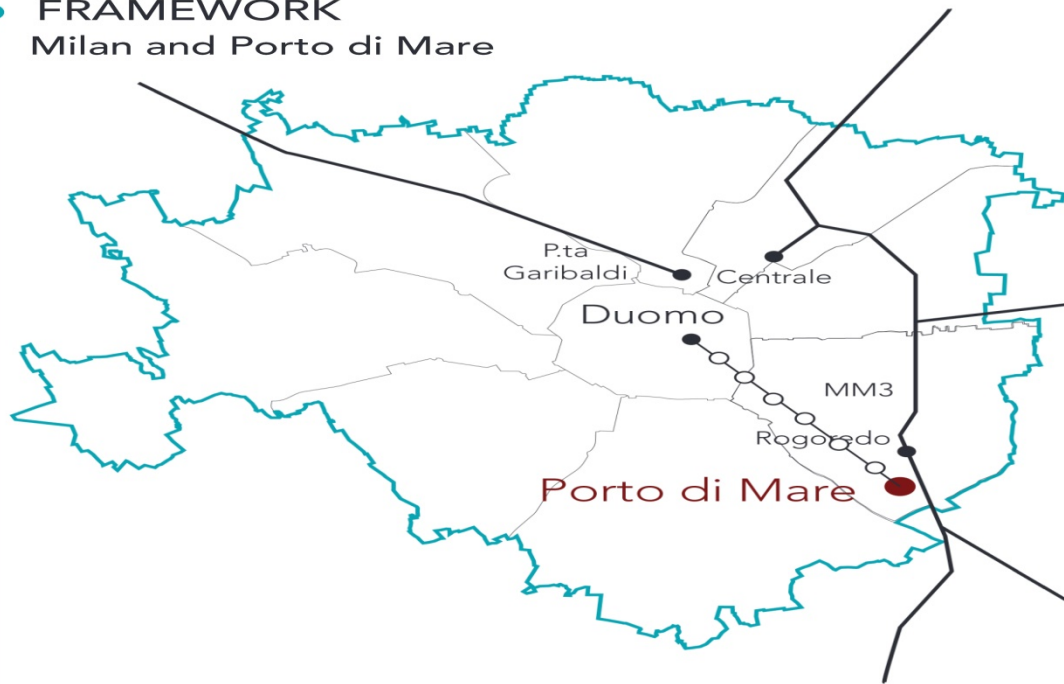 FRAMEWORK
Milan and Porto di Mare
P.ta
Garibaldi
Centrale
Duomo
MM3
Rogoredo
Porto di Mare